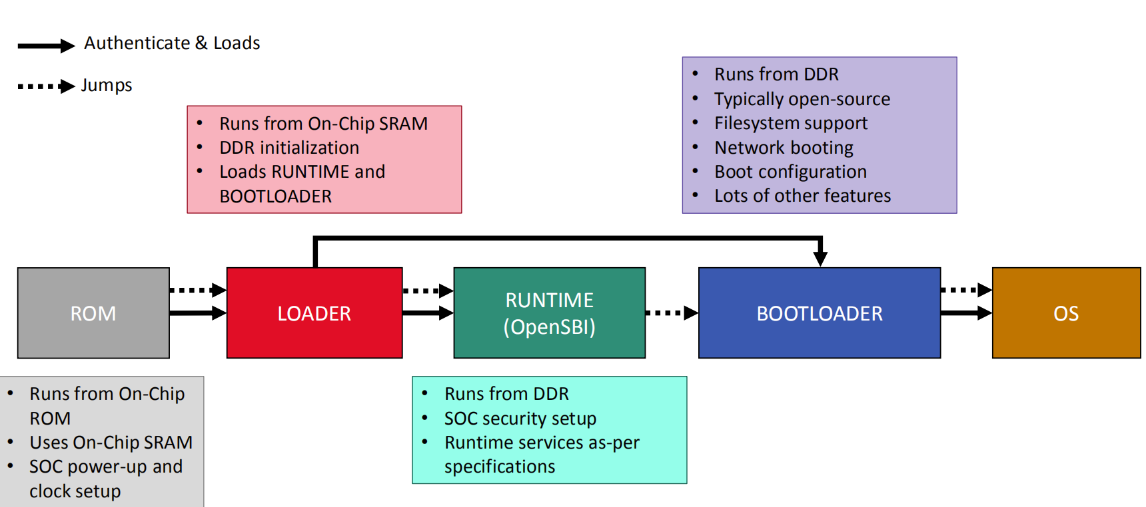 Authenticate & Loads
Jumps
• Runs from On-Chip SRAM
• DDR initialization
• Loads RUNTIME and
BOOTLOADER
• Runs from DDR
• Typically open-source
• Filesystem support
• Network booting
• Boot configuration
• Lots of other features
ROM
LOADER
RUNTIME
(OpenSBI)
BOOTLOADER
OS
• Runs from On-Chip
ROM
• Uses On-Chip SRAM
• SOC power-up and
clock setup
• Runs from DDR
• SOC security setup
• Runtime services as-per
specifications